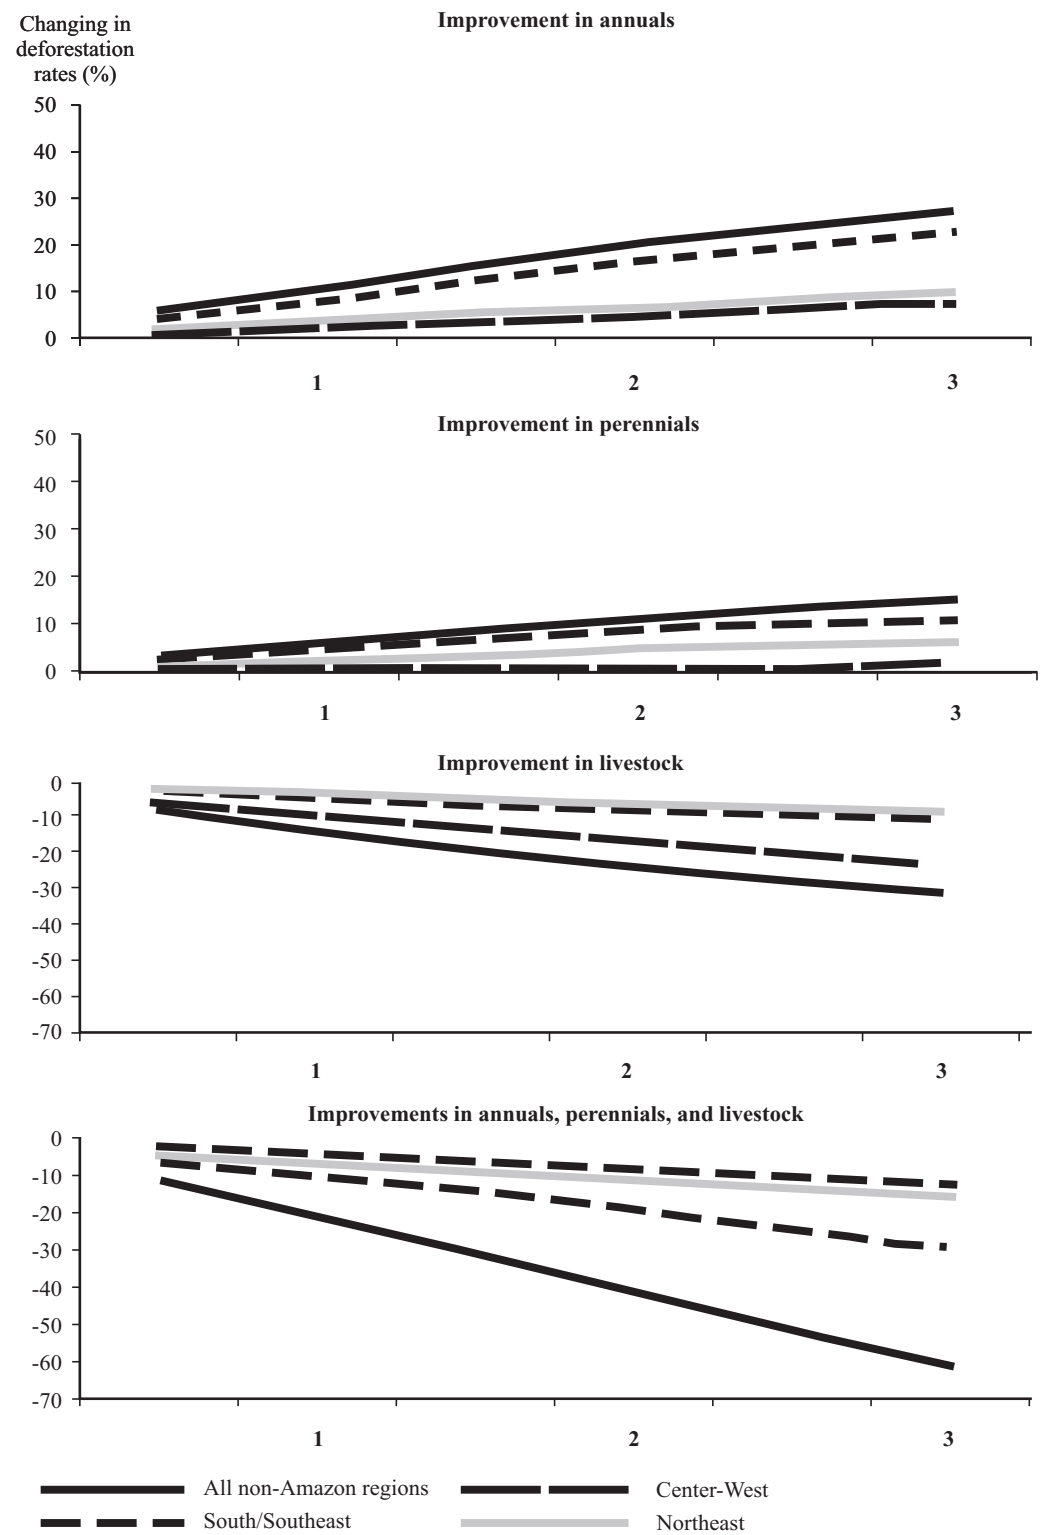 Improvement in annuals
Changing in
deforestation
rates (%)
50
40
30
20
10
0
1 2 3
Improvement in perennials
50
40
30
20
10
0
1 2 3
Improvement in livestock
0
-10
-20
-30
-40
-50
-60
-70
1 2 3
Improvements in annuals, perennials, and livestock
0
-10
-20
-30
-40
-50
-60
-70
1 2 3
All non-Amazon regions Center-West
South/Southeast Northeast